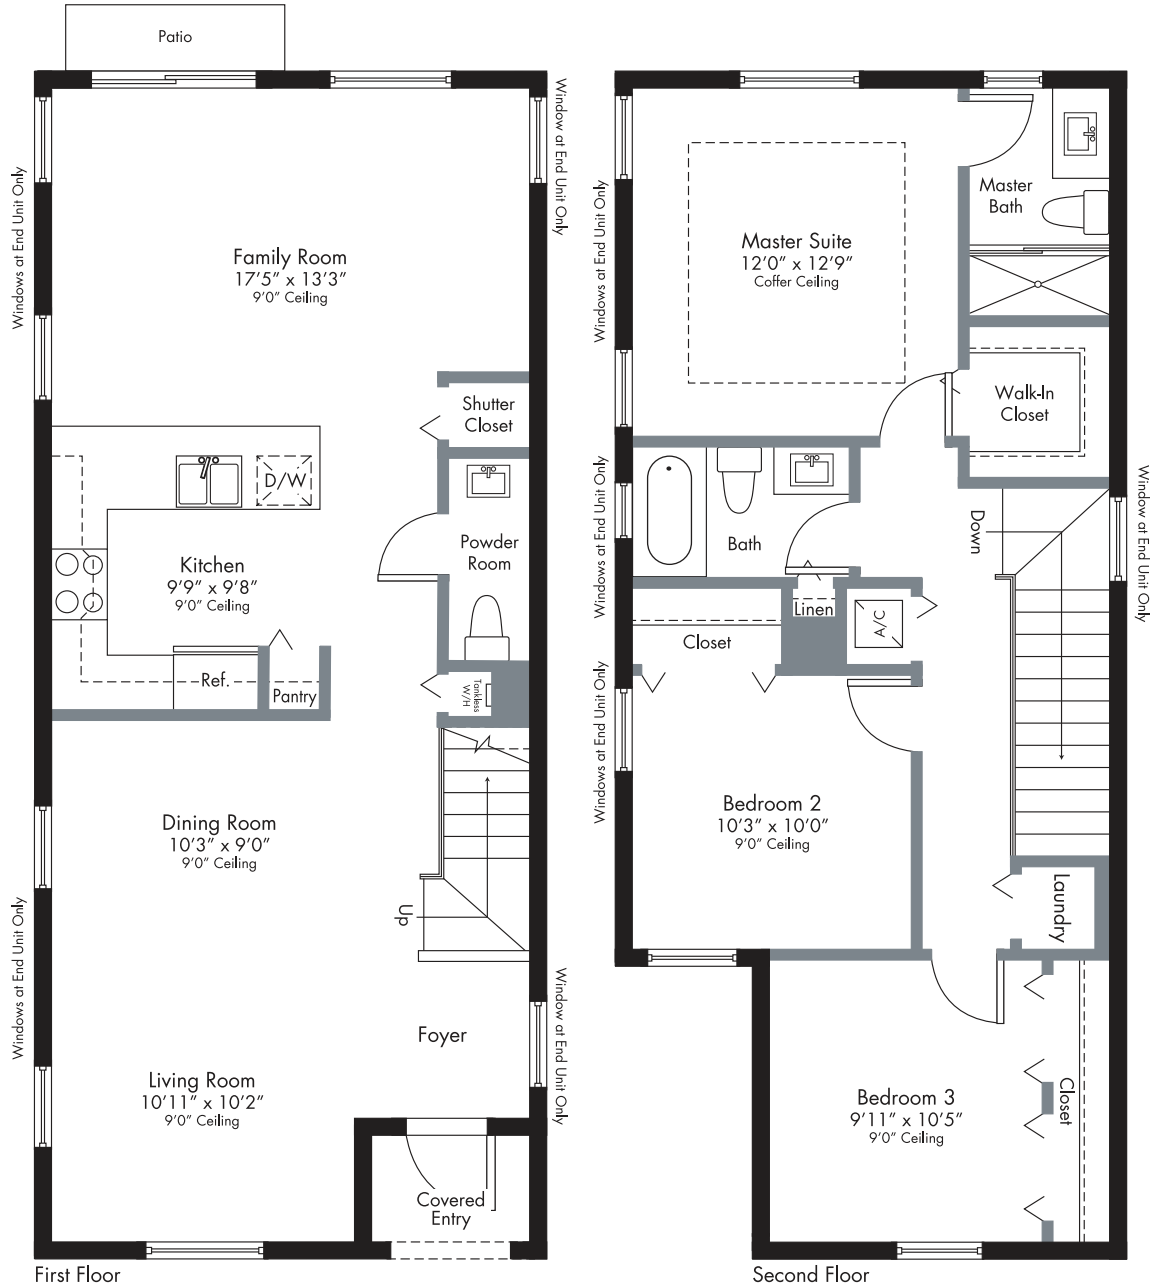 Patio
Windows at End Unit Only
Window at End Unit Only
Family Room
17'5" x 13'3"
9'0" Ceiling
Shutter
Closet
D/W
Kitchen
9'9" x 9'8"
9'0" Ceiling
Powder
Room
Ref.
Pantry
Tankless
W/H
Dining Room
10'3" x 9'0"
9'0" Ceiling
Up
Windows at End Unit Only
Window at End Unit Only
Foyer
Living Room
10'11" x 10'2"
9'0" Ceiling
Covered
Entry
First Floor
Windows at End Unit Only
Master Suite
12'0" x 12'9"
Coffer Ceiling
Master
Bath
Walk-In
Closet
Windows at End Unit Only
Bath
Down
Window at End Unit Only
Linen
A/C
Closet
Windows at End Unit Only
Bedroom 2
10'3" x 10'0"
9'0" Ceiling
Laundry
Bedroom 3
9'11" x 10'5"
9'0" Ceiling
Closet
Second Floor